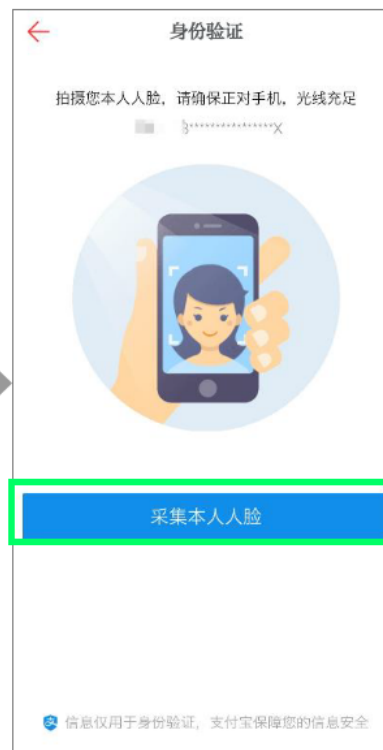 身份验证
拍摄您本人人脸，请确保正对手机，光线充足
3***************X
采集本人人脸
信息仅用于身份验证，支付宝保障您的信息安全